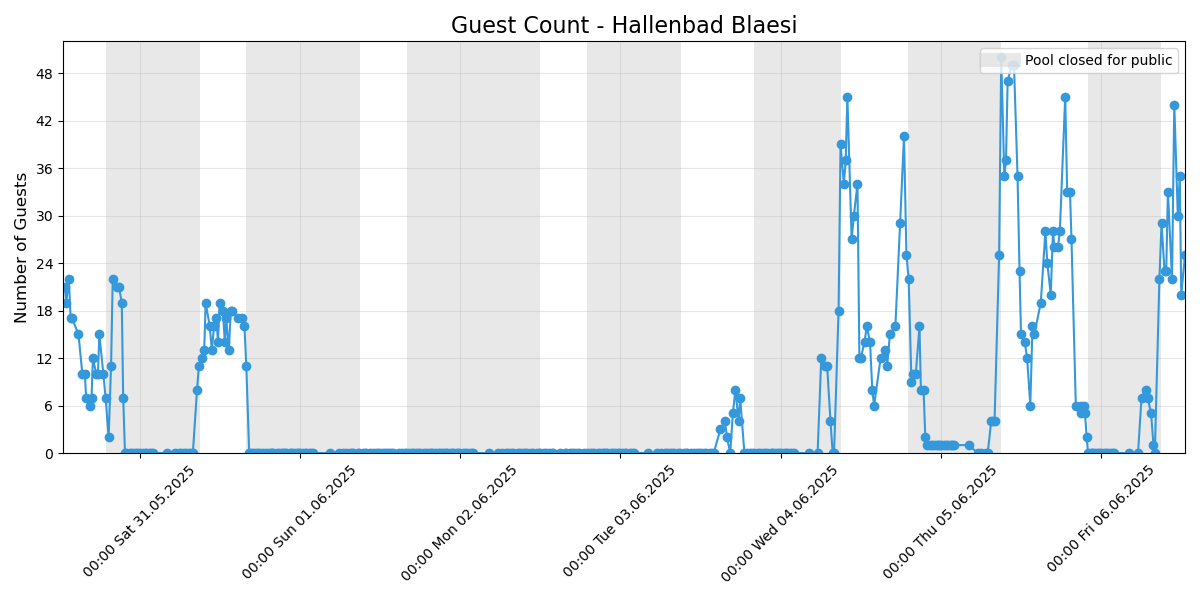 Guest Count - Hallenbad Blaesi
Pool closed for public
Number of Guests
48
42
36
30
24
18
12
6
0
00:00 Sat 31.05.2025
00:00 Sun 01.06.2025
00:00 Mon 02.06.2025
00:00 Tue 03.06.2025
00:00 Wed 04.06.2025
00:00 Thu 05.06.2025
00:00 Fri 06.06.2025